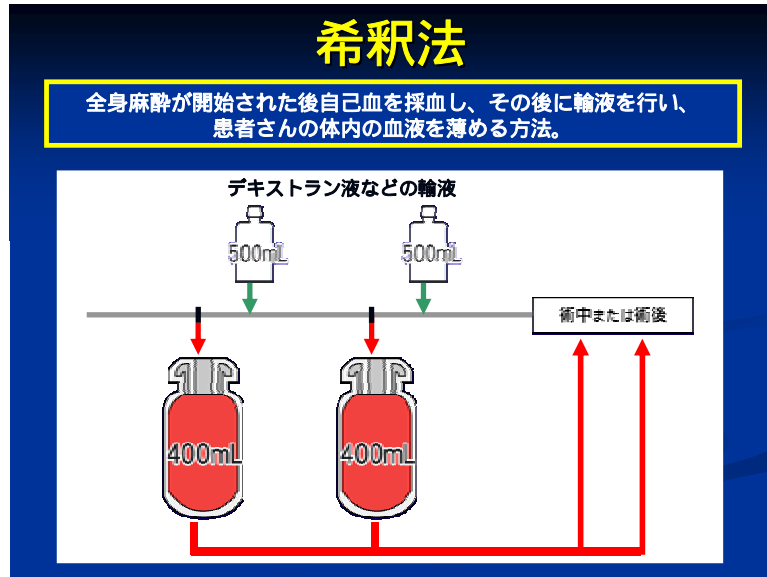 希釈法
全身麻酔が開始された後自己血を採血し、その後に輸液を行い、
患者さんの体内の血液を薄める方法。
デキストラン液などの輸液
500mL
500mL
術中または術後
400mL
400mL